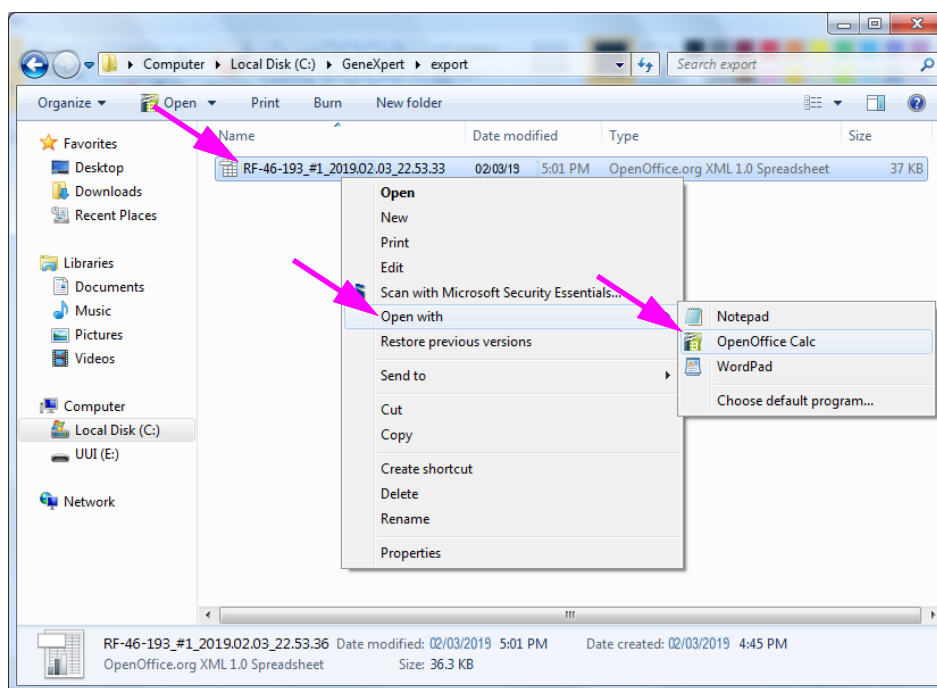 Computer Local Disk (C:) GeneXpert export
Search export
Organize Open Print Burn New folder
Name Date modified Type Size
RF-46-193_#1_2019.02.03_22.53.33 02/03/19 5:01 PM OpenOffice.org XML 1.0 Spreadsheet 37 KB
Favorites
Desktop
Downloads
Recent Places
Libraries
Documents
Music
Pictures
Videos
Computer
Local Disk (C:)
UUI (E:)
Network
Open
New
Print
Edit
Scan with Microsoft Security Essentials...
Open with
Restore previous versions
Send to
Cut
Copy
Create shortcut
Delete
Rename
Properties
Notepad
OpenOffice Calc
WordPad
Choose default program...
RF-46-193_#1_2019.02.03_22.53.36 Date modified: 02/03/2019 5:01 PM Date created: 02/03/2019 4:45 PM
OpenOffice.org XML 1.0 Spreadsheet Size: 36.3 KB